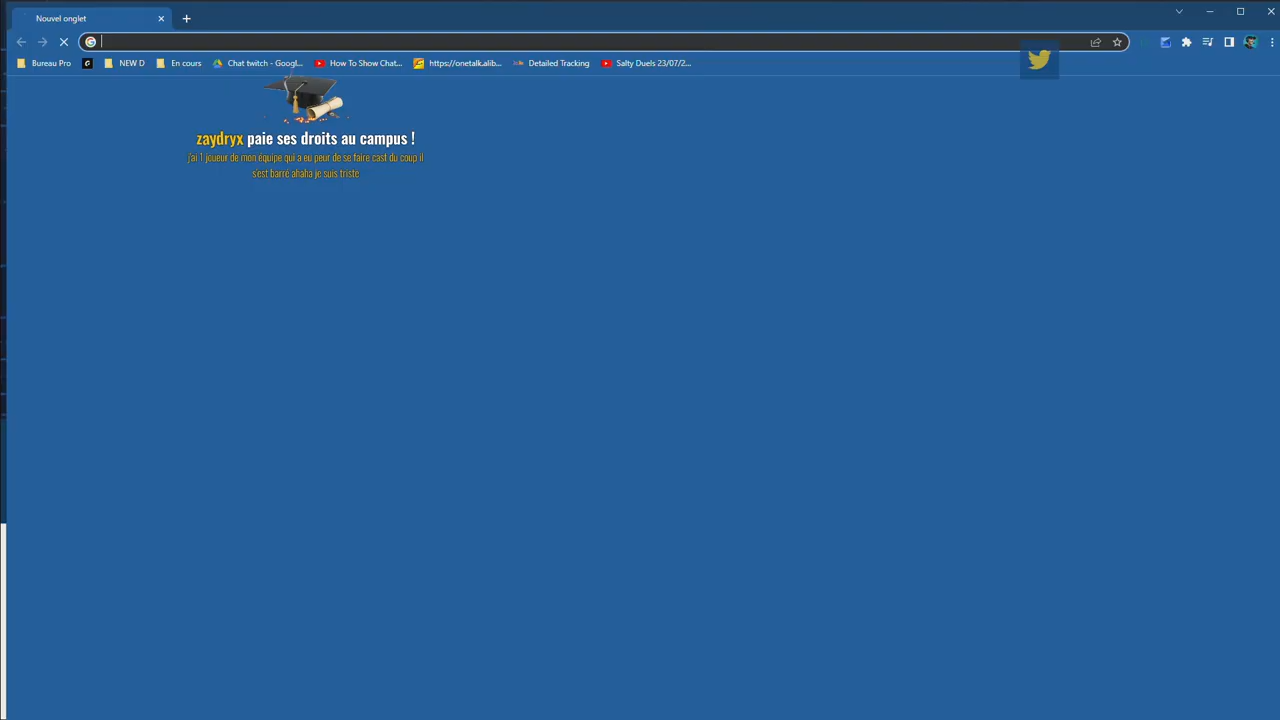 Nouvel onglet
Bureau Pro NEW D En cours Chat twitch - Googl... How To Show Chat... https://onetalk.alib... Detailed Tracking Salty Duels 23/07/2...
zaydryx paie ses droits au campus !
j'ai 1 joueur de mon équipe qui a eu peur de se faire cast du coup il
s'est barré ahaha je suis triste